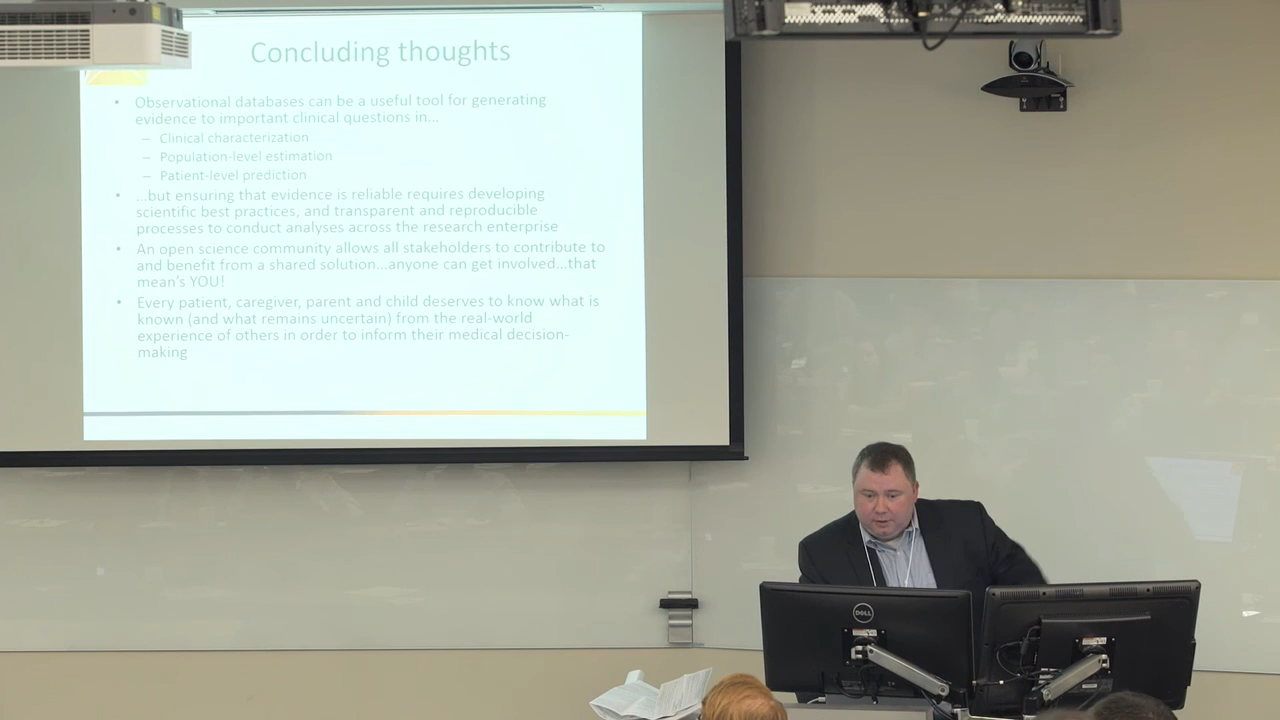 Concluding thoughts
• Observational databases can be a useful tool for generating
evidence to important clinical questions in...
– Clinical characterization
– Population-level estimation
– Patient-level prediction
• ...but ensuring that evidence is reliable requires developing
scientific best practices, and transparent and reproducible
processes to conduct analyses across the research enterprise
• An open science community allows all stakeholders to contribute to
and benefit from a shared solution...anyone can get involved...that
mean's YOU!
• Every patient, caregiver, parent and child deserves to know what is
known (and what remains uncertain) from the real-world
experience of others in order to inform their medical decision-
making
DELL